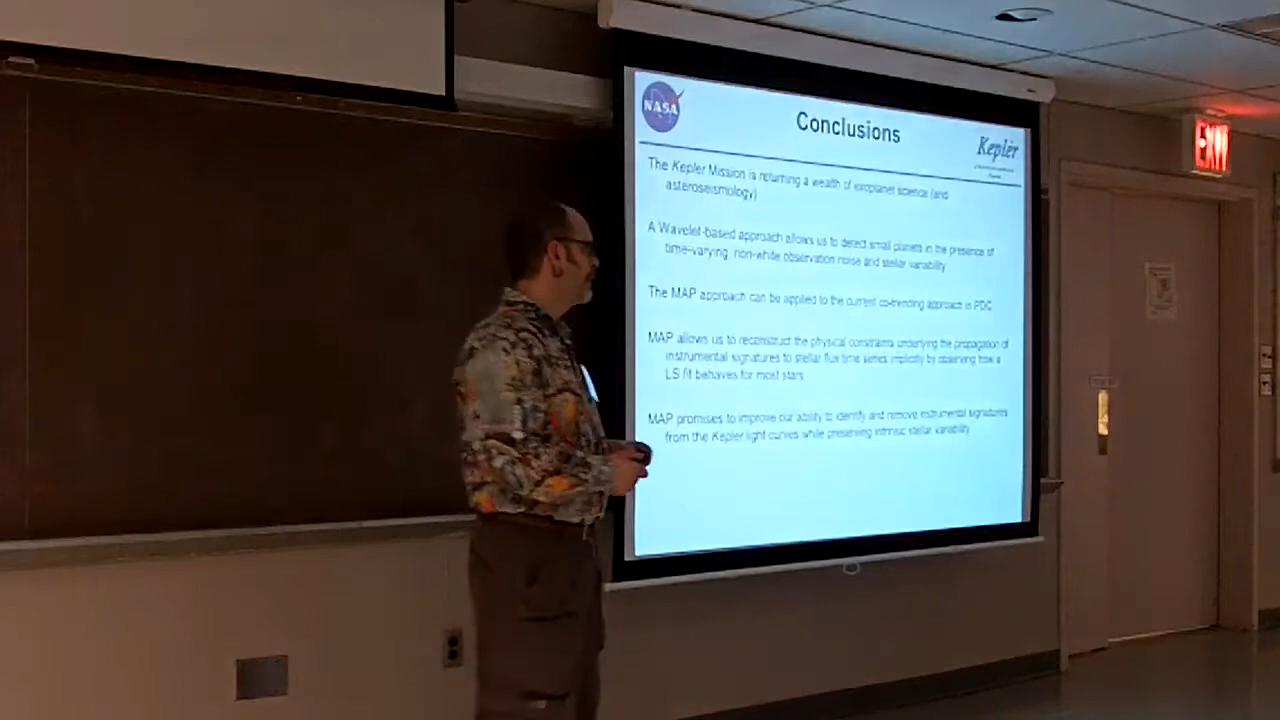 NASA
Conclusions
Kepler
The Kepler Mission is returning a wealth of exoplanet science (and
asteroseismology)
A Wavelet-based approach allows us to detect small planets in the presence of
time-varying, non-white observation noise and stellar variability
The MAP approach can be applied to the current co-trending approach in PDC
MAP allows us to reconstruct the physical constraints underlying the propagation of
instrumental signatures to stellar flux time series implicitly by observing how a
LS fit behaves for most stars
MAP promises to improve our ability to identify and remove instrumental signatures
from the Kepler light curves while preserving intrinsic stellar variability
EXIT